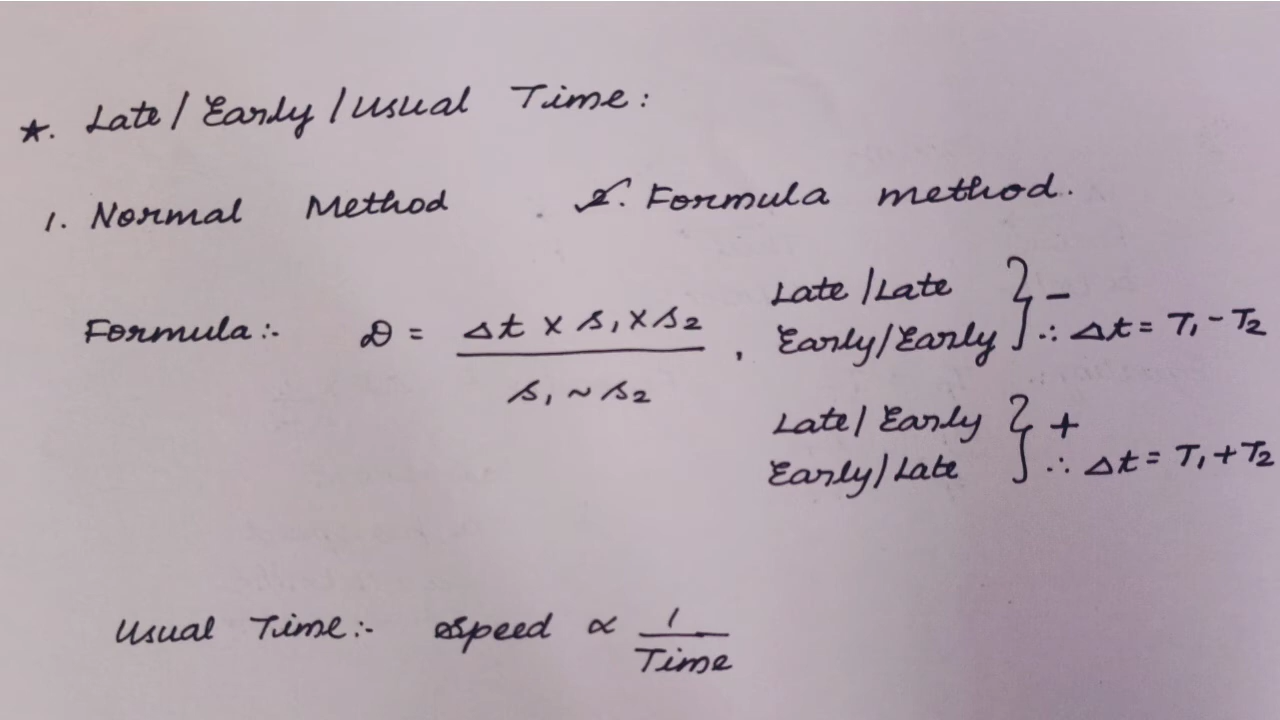 ★. Late / Early / Usual Time:
1. Normal Method 2. Formula method.
Formula:- D = Δt × s₁ × s₂ / s₁ ~ s₂ ,
Late / Late
Early / Early } - ∴ Δt = T₁ - T₂
Late / Early
Early / Late } + ∴ Δt = T₁ + T₂
Usual Time:- Speed ∝ 1 / Time